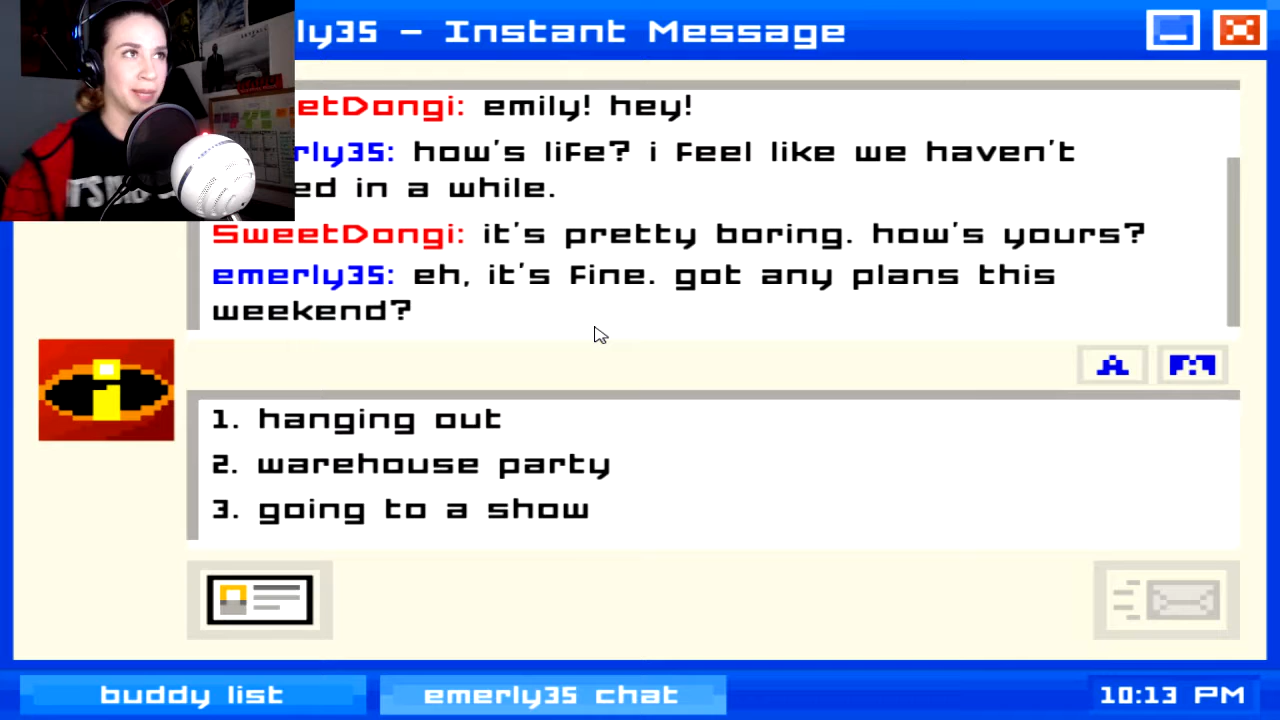 ly35 - Instant Message
etDongi: emily! hey!
rly35: how's life? i feel like we haven't
ed in a while.
SweetDongi: it's pretty boring. how's yours?
emerly35: eh, it's fine. got any plans this
weekend?
A
1. hanging out
2. warehouse party
3. going to a show
buddy list
emerly35 chat
10:13 PM